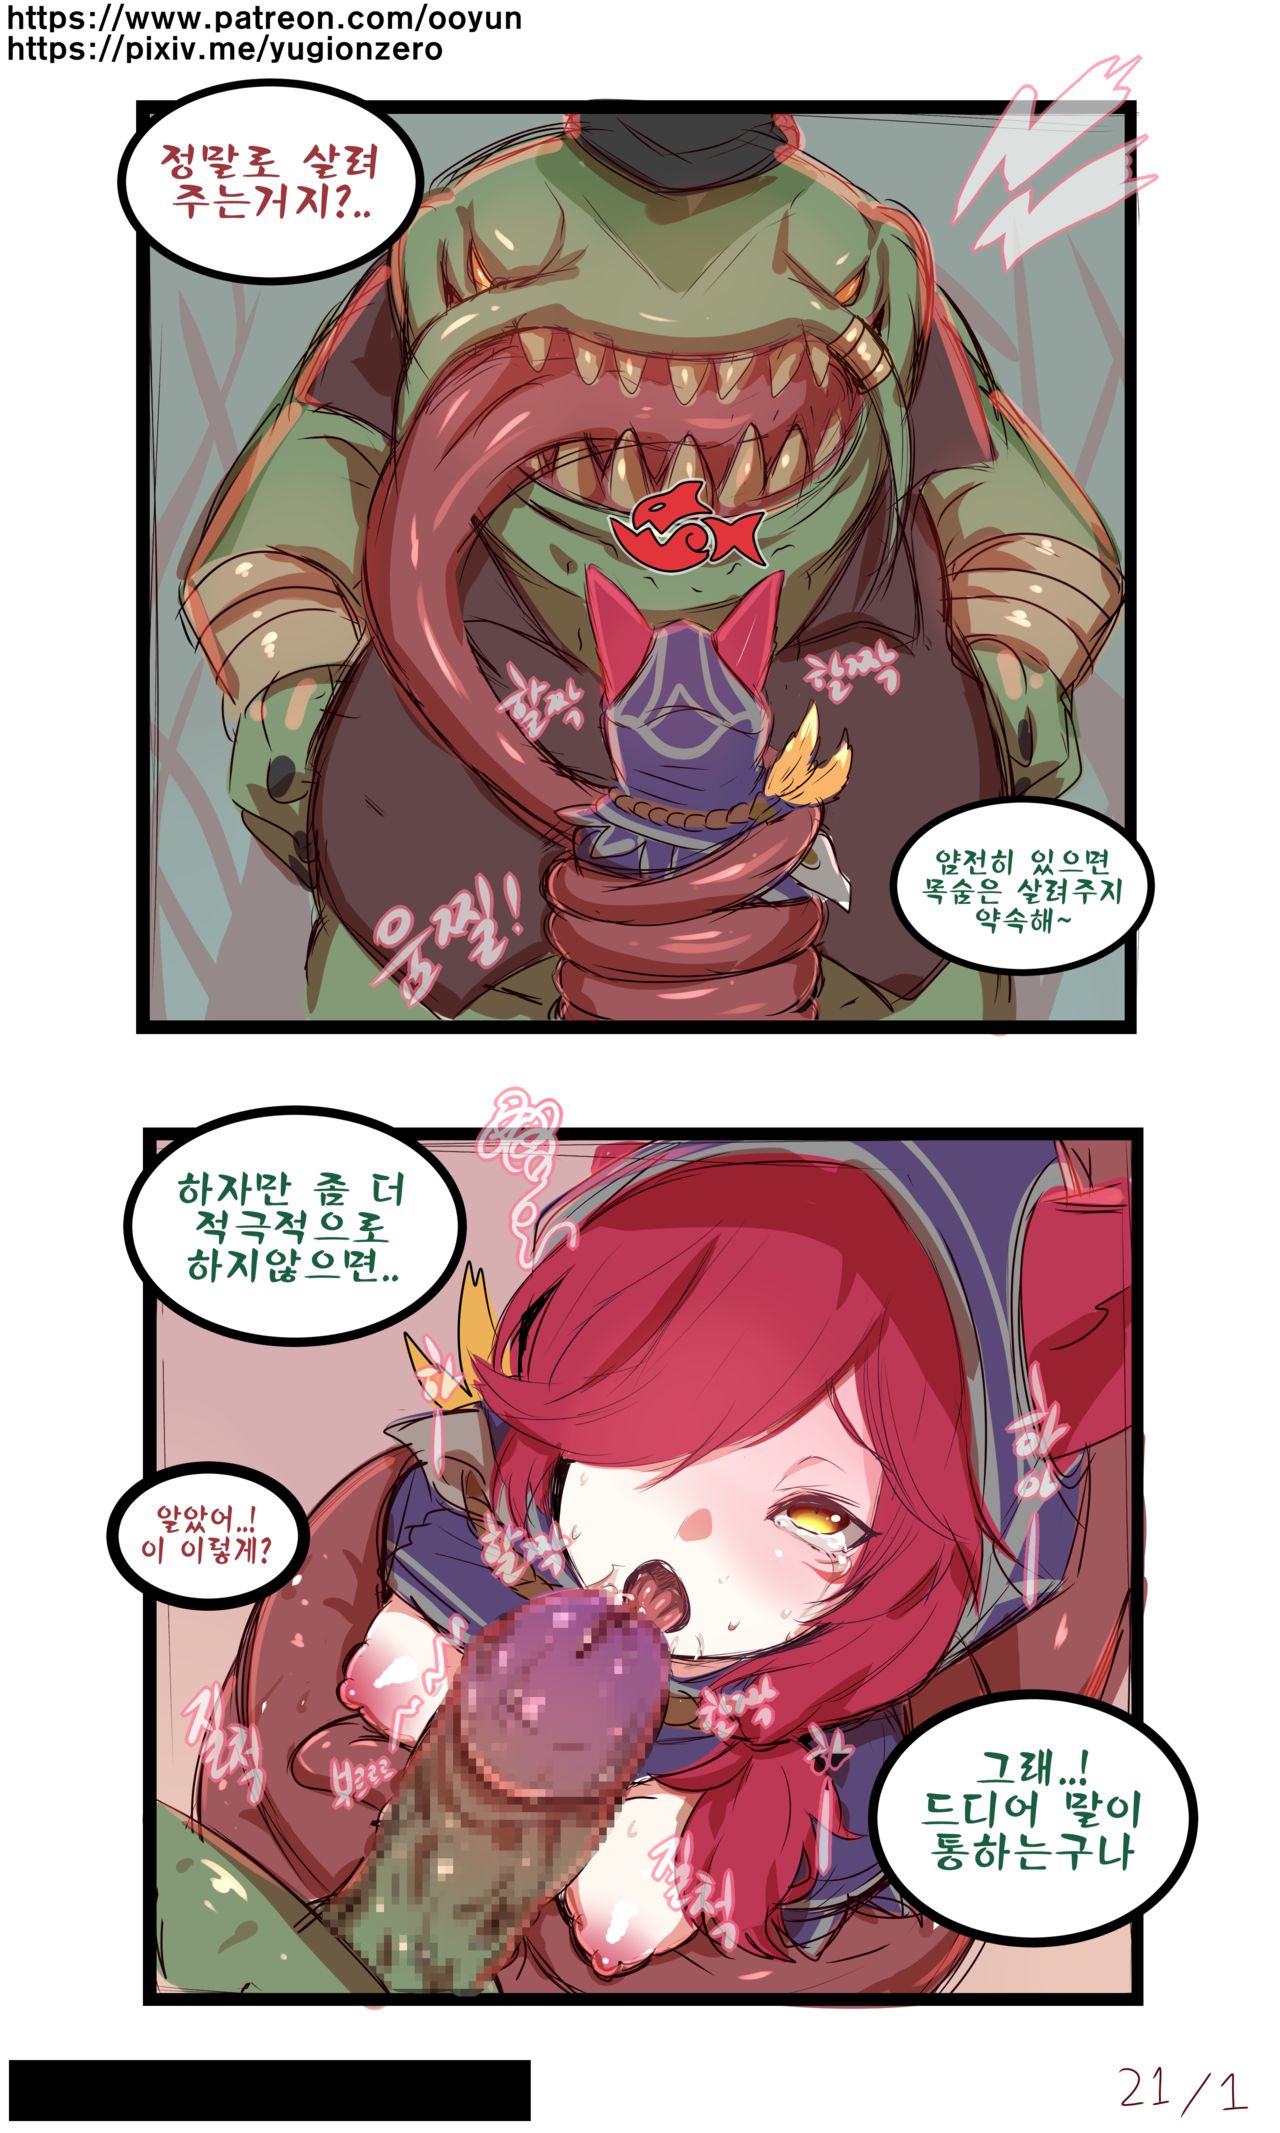 https://www.patreon.com/ooyun
https://pixiv.me/yugionzero
정말로 살려
주는거지?..
할짝
할짝
움찔!
얌전히 있으면
목숨은 살려주지
약속해~
하자만 좀 더
적극적으로
하지않으면..
하
항
알았어..!
이 이렇게?
할짝
할짝
질척
하
그래..!
드디어 말이
통하는구나
질척
21/1